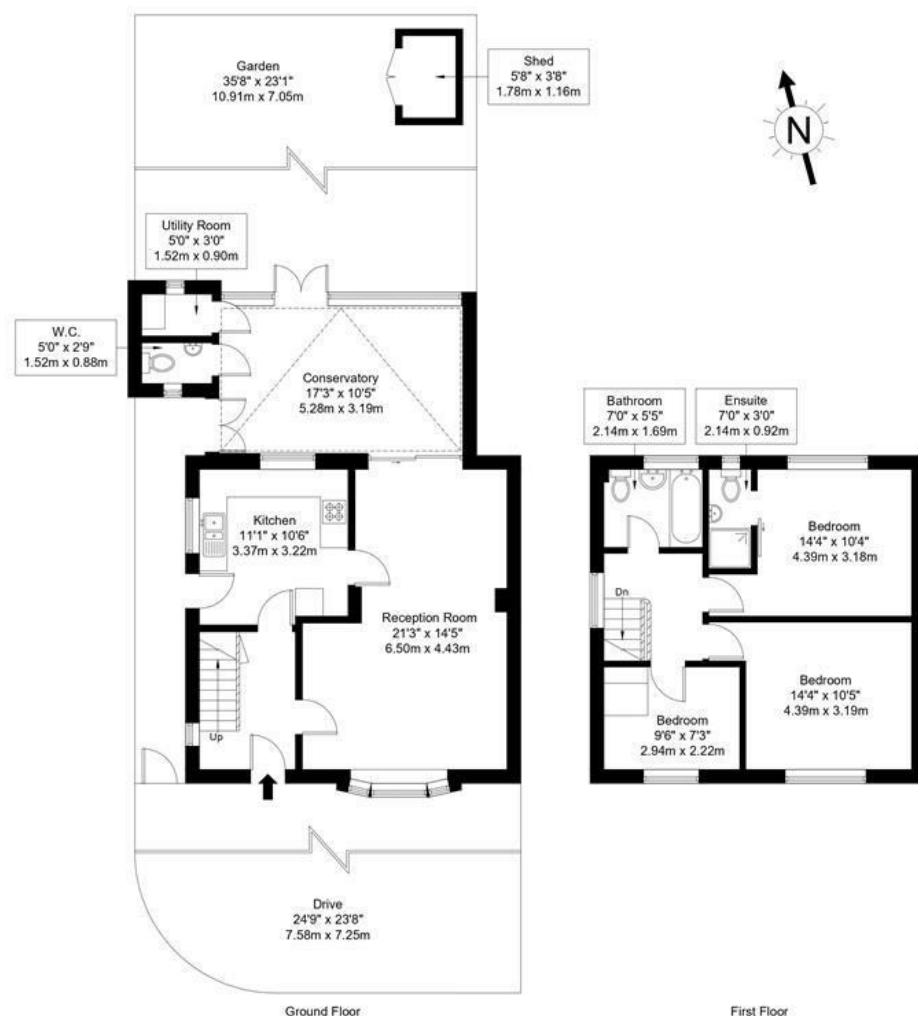 Garden
35'8" x 23'1"
10.91m x 7.05m
Shed
5'8" x 3'8"
1.78m x 1.16m
N
Utility Room
5'0" x 3'0"
1.52m x 0.90m
W.C.
5'0" x 2'9"
1.52m x 0.88m
Conservatory
17'3" x 10'5"
5.28m x 3.19m
Kitchen
11'1" x 10'6"
3.37m x 3.22m
Reception Room
21'3" x 14'5"
6.50m x 4.43m
Up
Drive
24'9" x 23'8"
7.58m x 7.25m
Ground Floor
Bathroom
7'0" x 5'5"
2.14m x 1.69m
Ensuite
7'0" x 3'0"
2.14m x 0.92m
Bedroom
14'4" x 10'4"
4.39m x 3.18m
Dn
Bedroom
14'4" x 10'5"
4.39m x 3.19m
Bedroom
9'6" x 7'3"
2.94m x 2.22m
First Floor